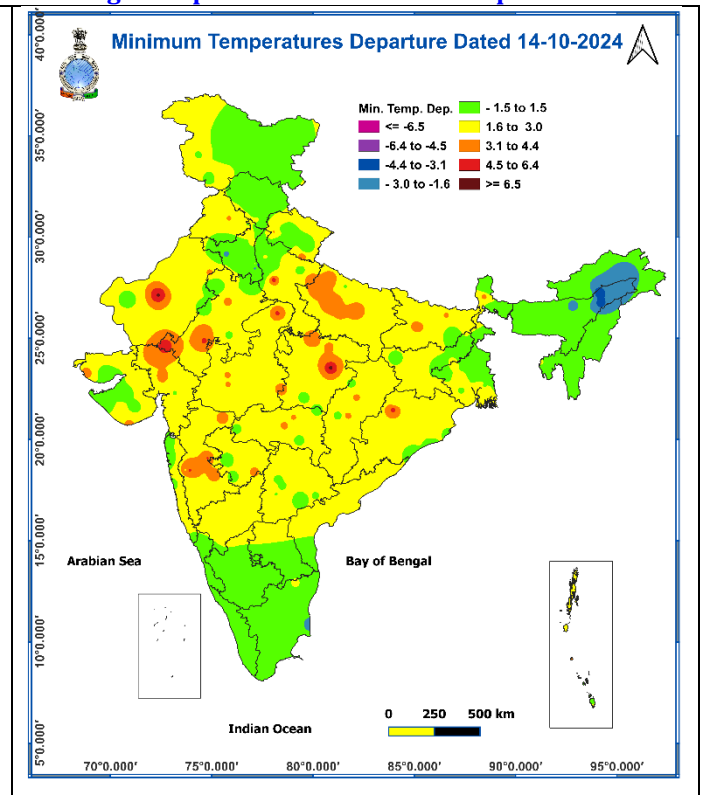 Minimum Temperatures Departure Dated 14-10-2024
Min. Temp. Dep.
<= -6.5
-6.4 to -4.5
-4.4 to -3.1
- 3.0 to -1.6
- 1.5 to 1.5
1.6 to 3.0
3.1 to 4.4
4.5 to 6.4
>= 6.5
40°0.000'
35°0.000'
30°0.000'
25°0.000'
20°0.000'
15°0.000'
10°0.000'
5°0.000'
Arabian Sea
Bay of Bengal
Indian Ocean
0 250 500 km
70°0.000' 75°0.000' 80°0.000' 85°0.000' 90°0.000' 95°0.000'